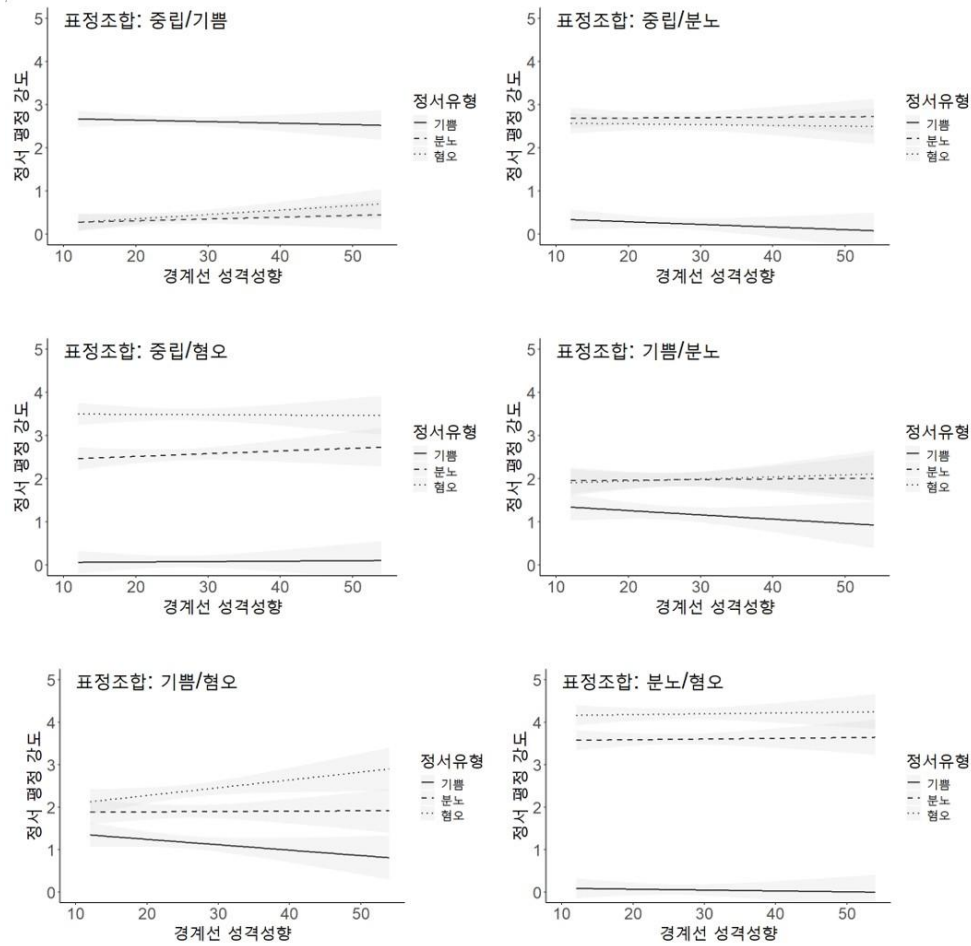 표정조합: 중립/기쁨
정서 평정 강도
5
4
3
2
1
0
10 20 30 40 50
경계선 성격성향
정서유형
기쁨
분노
혐오
표정조합: 중립/분노
정서 평정 강도
5
4
3
2
1
0
10 20 30 40 50
경계선 성격성향
정서유형
기쁨
분노
혐오
표정조합: 중립/혐오
정서 평정 강도
5
4
3
2
1
0
10 20 30 40 50
경계선 성격성향
정서유형
기쁨
분노
혐오
표정조합: 기쁨/분노
정서 평정 강도
5
4
3
2
1
0
10 20 30 40 50
경계선 성격성향
정서유형
기쁨
분노
혐오
표정조합: 기쁨/혐오
정서 평정 강도
5
4
3
2
1
0
10 20 30 40 50
경계선 성격성향
정서유형
기쁨
분노
혐오
표정조합: 분노/혐오
정서 평정 강도
5
4
3
2
1
0
10 20 30 40 50
경계선 성격성향
정서유형
기쁨
분노
혐오